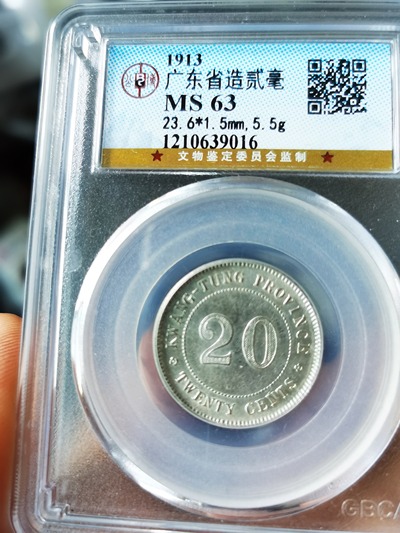 1913
广东省造贰毫
MS 63
23.6*1.5mm,5.5g
1210639016
文物鉴定委员会监制
KWANG-TUNG PROVINCE
20
TWENTY CENTS
GBCA